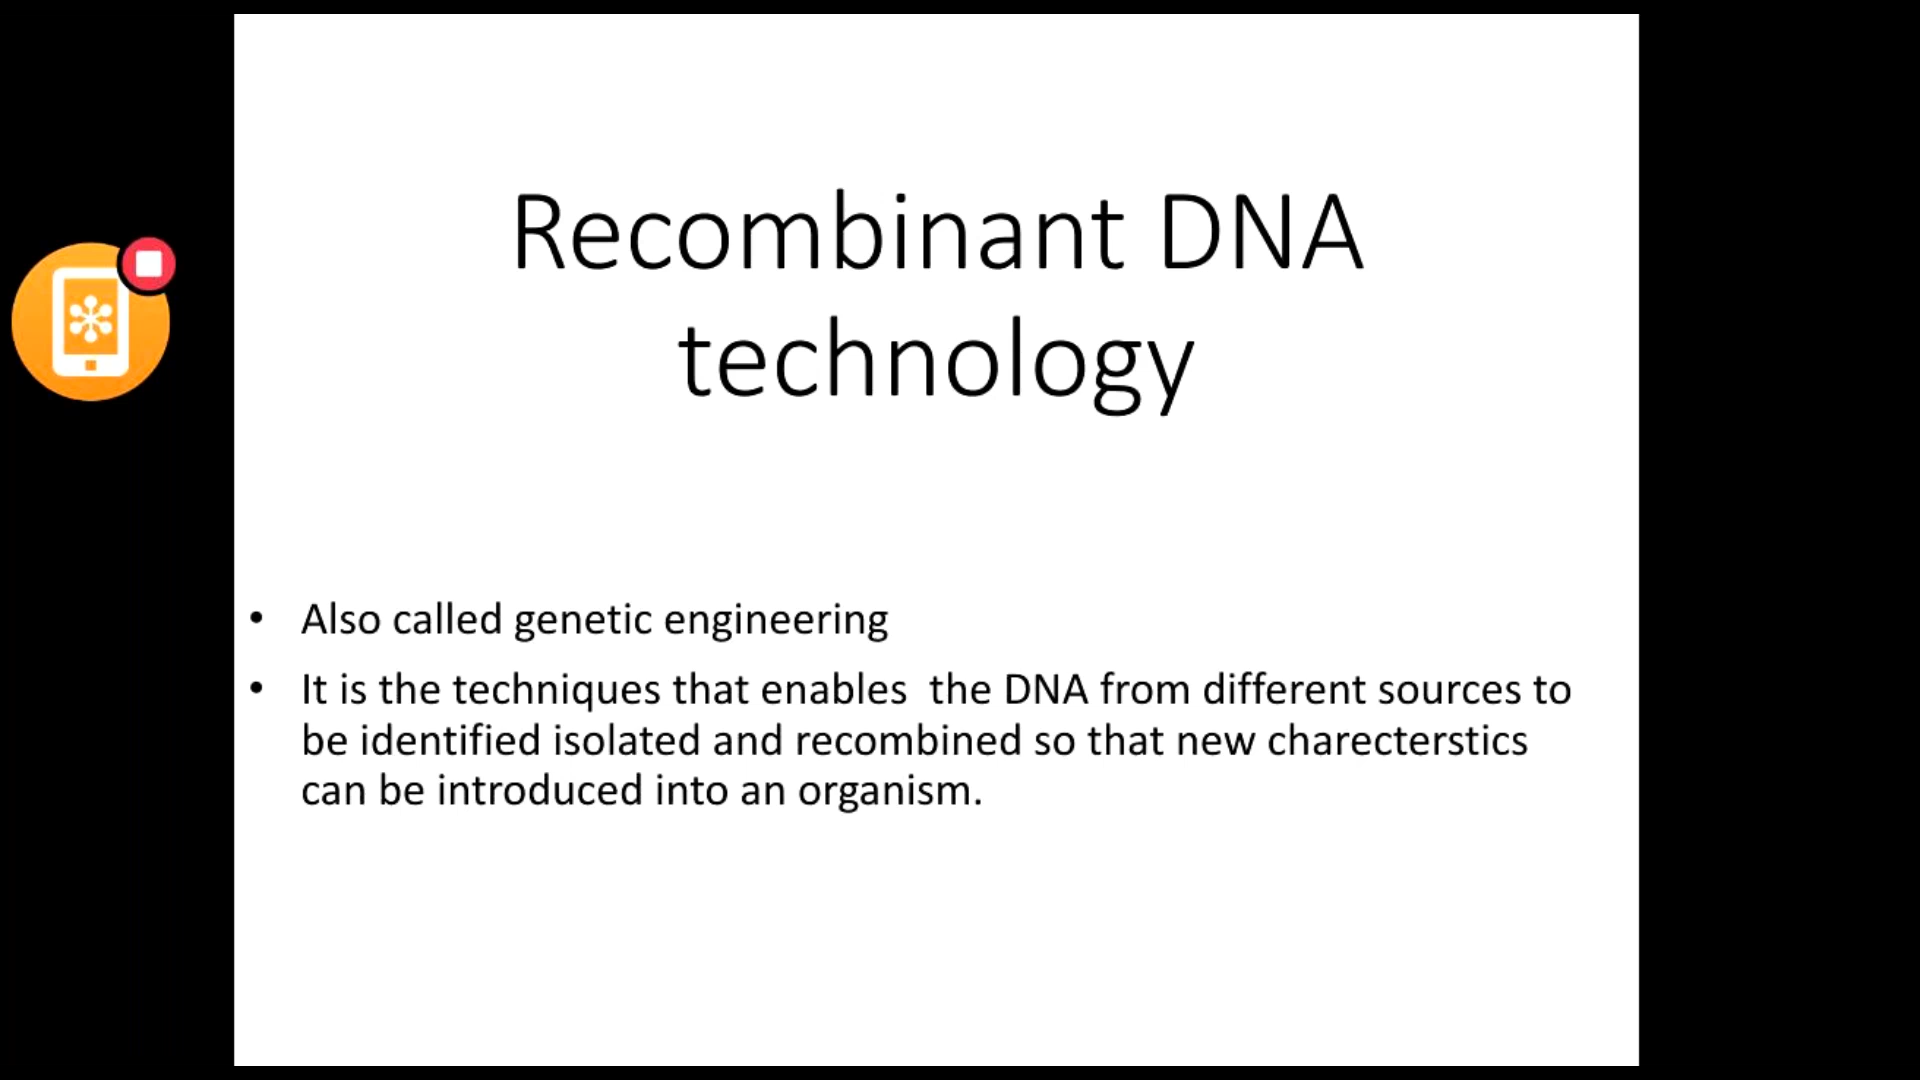 Recombinant DNA
technology
• Also called genetic engineering
• It is the techniques that enables  the DNA from different sources to
be identified isolated and recombined so that new charecterstics
can be introduced into an organism.